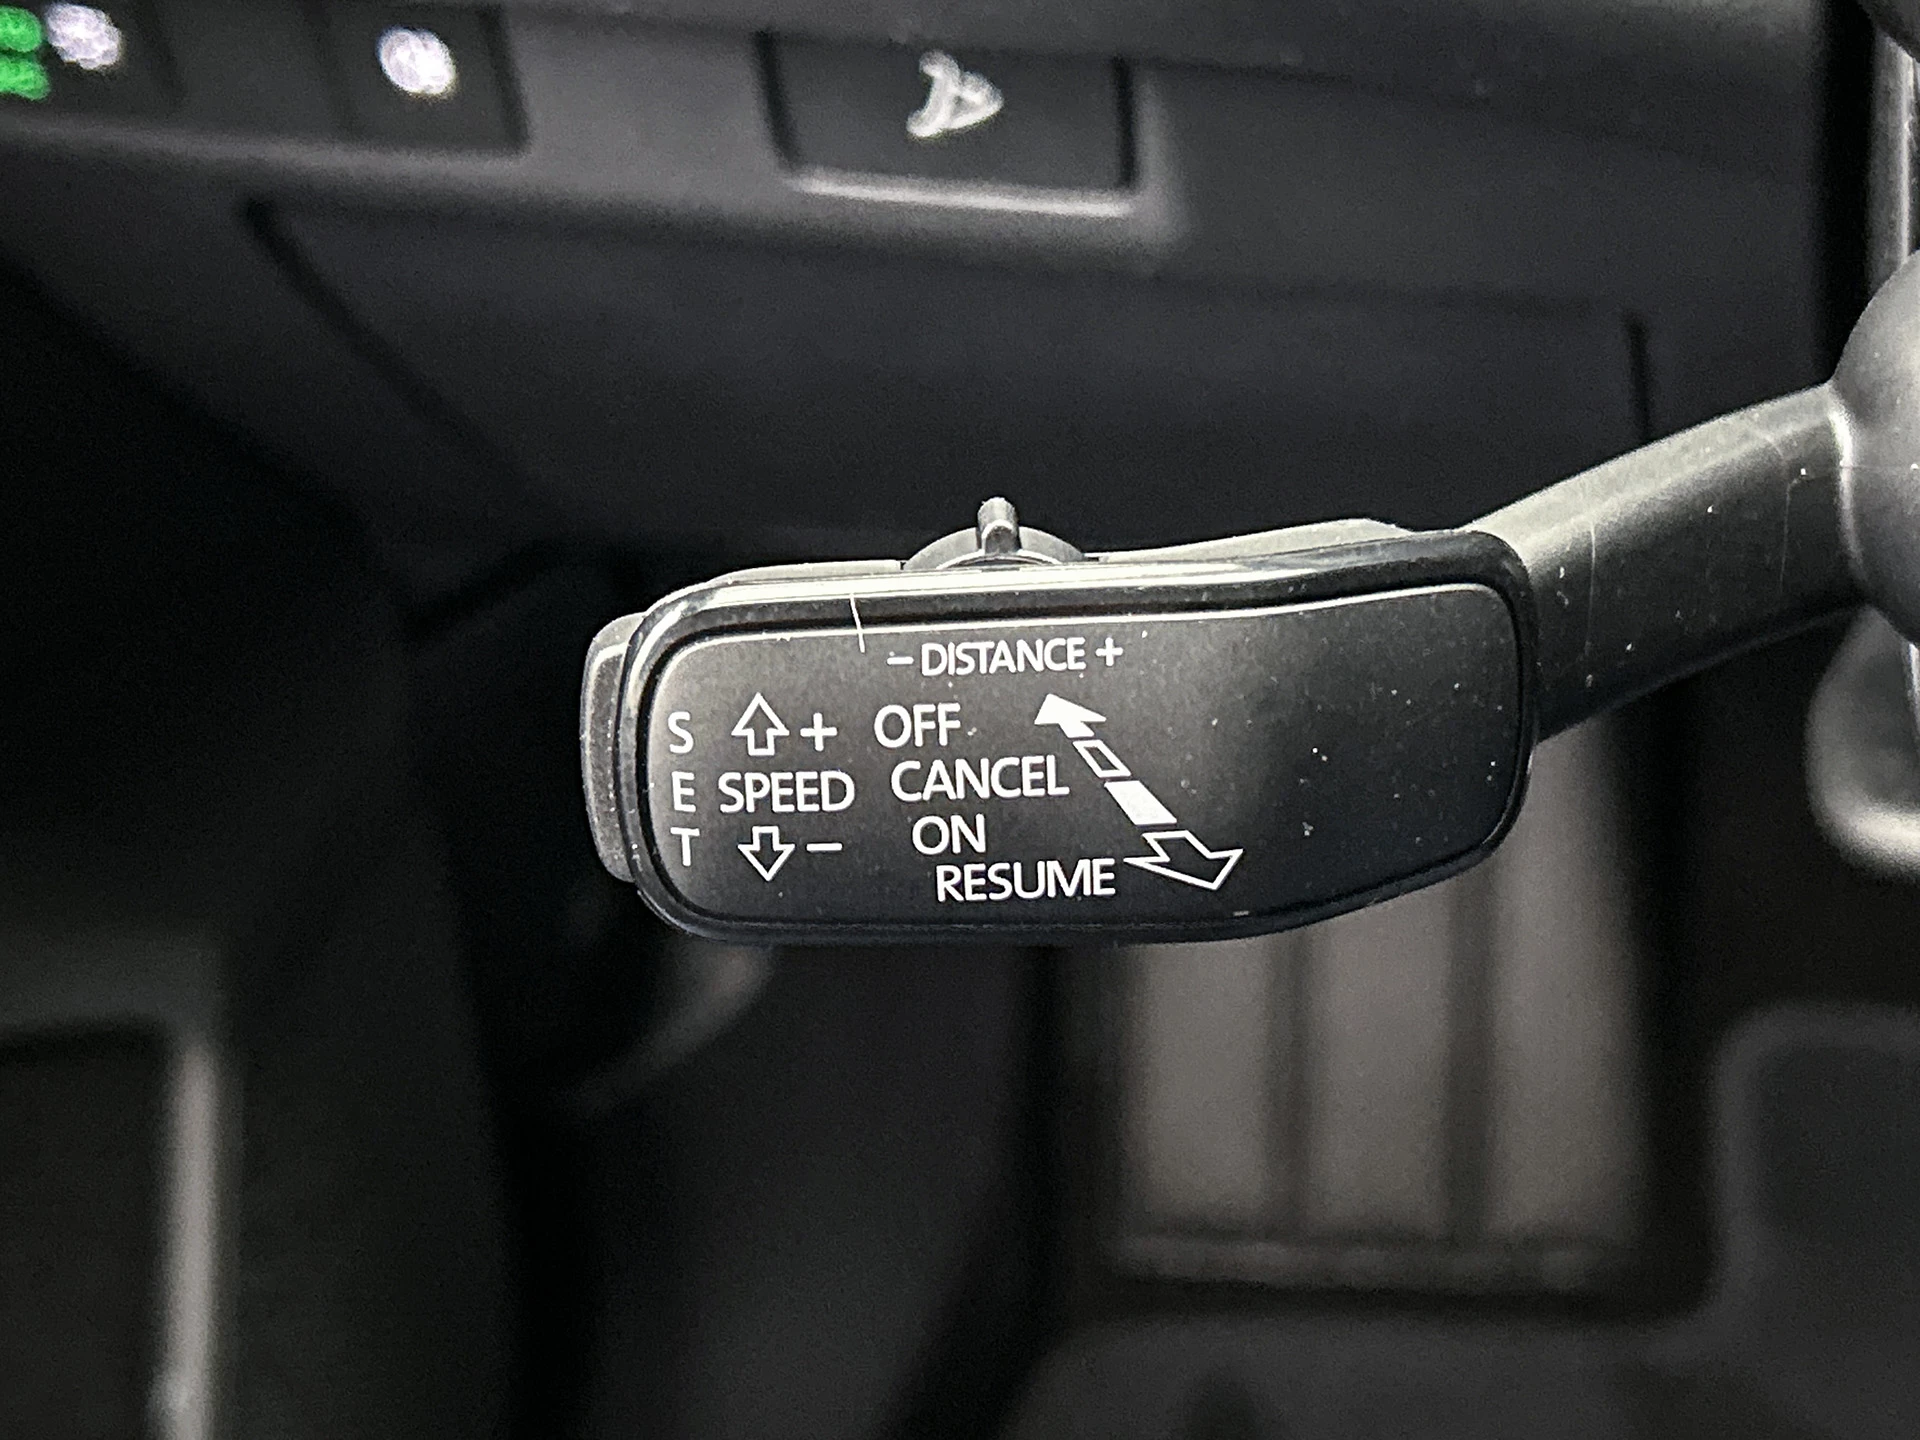 – DISTANCE +
S + OFF
E SPEED CANCEL
T – ON
RESUME